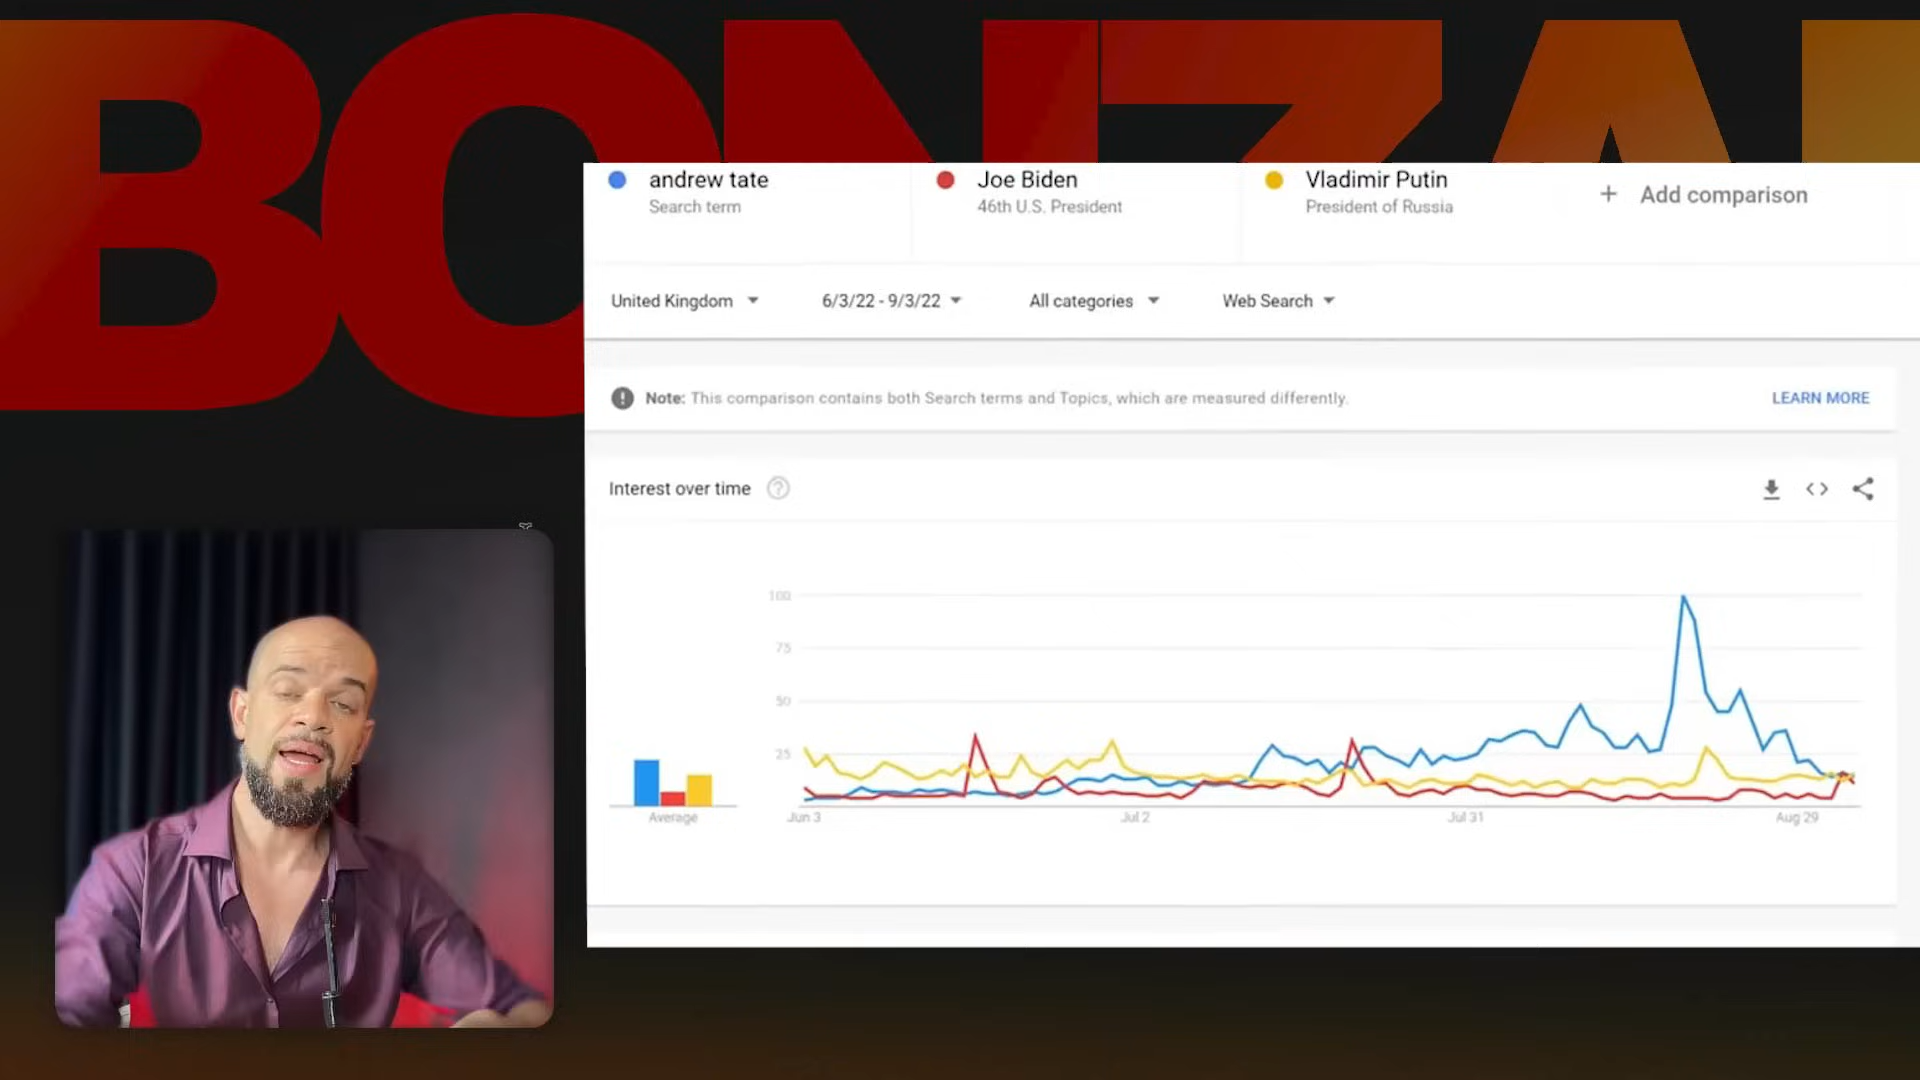 BONZAI
andrew tate
Search term
Joe Biden
46th U.S. President
Vladimir Putin
President of Russia
+ Add comparison
United Kingdom
6/3/22 - 9/3/22
All categories
Web Search
Note: This comparison contains both Search terms and Topics, which are measured differently.
LEARN MORE
Interest over time
100
75
50
25
Average
Jun 3
Jul 2
Jul 31
Aug 29